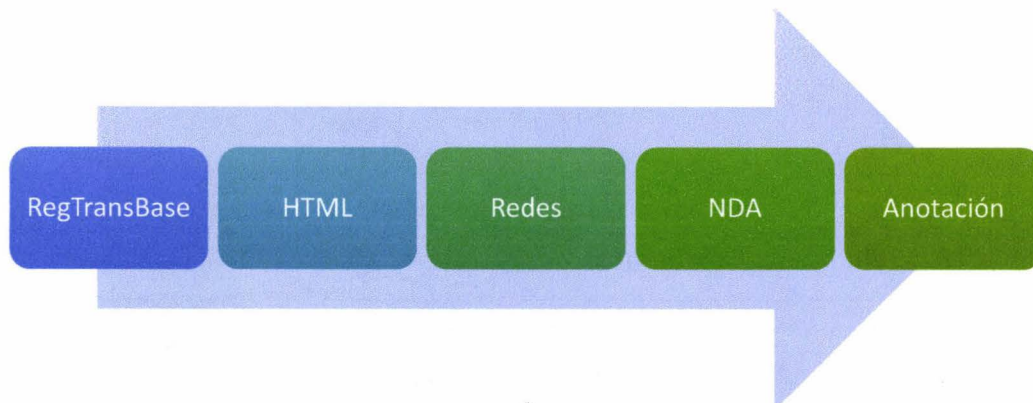 RegTransBase
HTML
Redes
NDA
Anotación